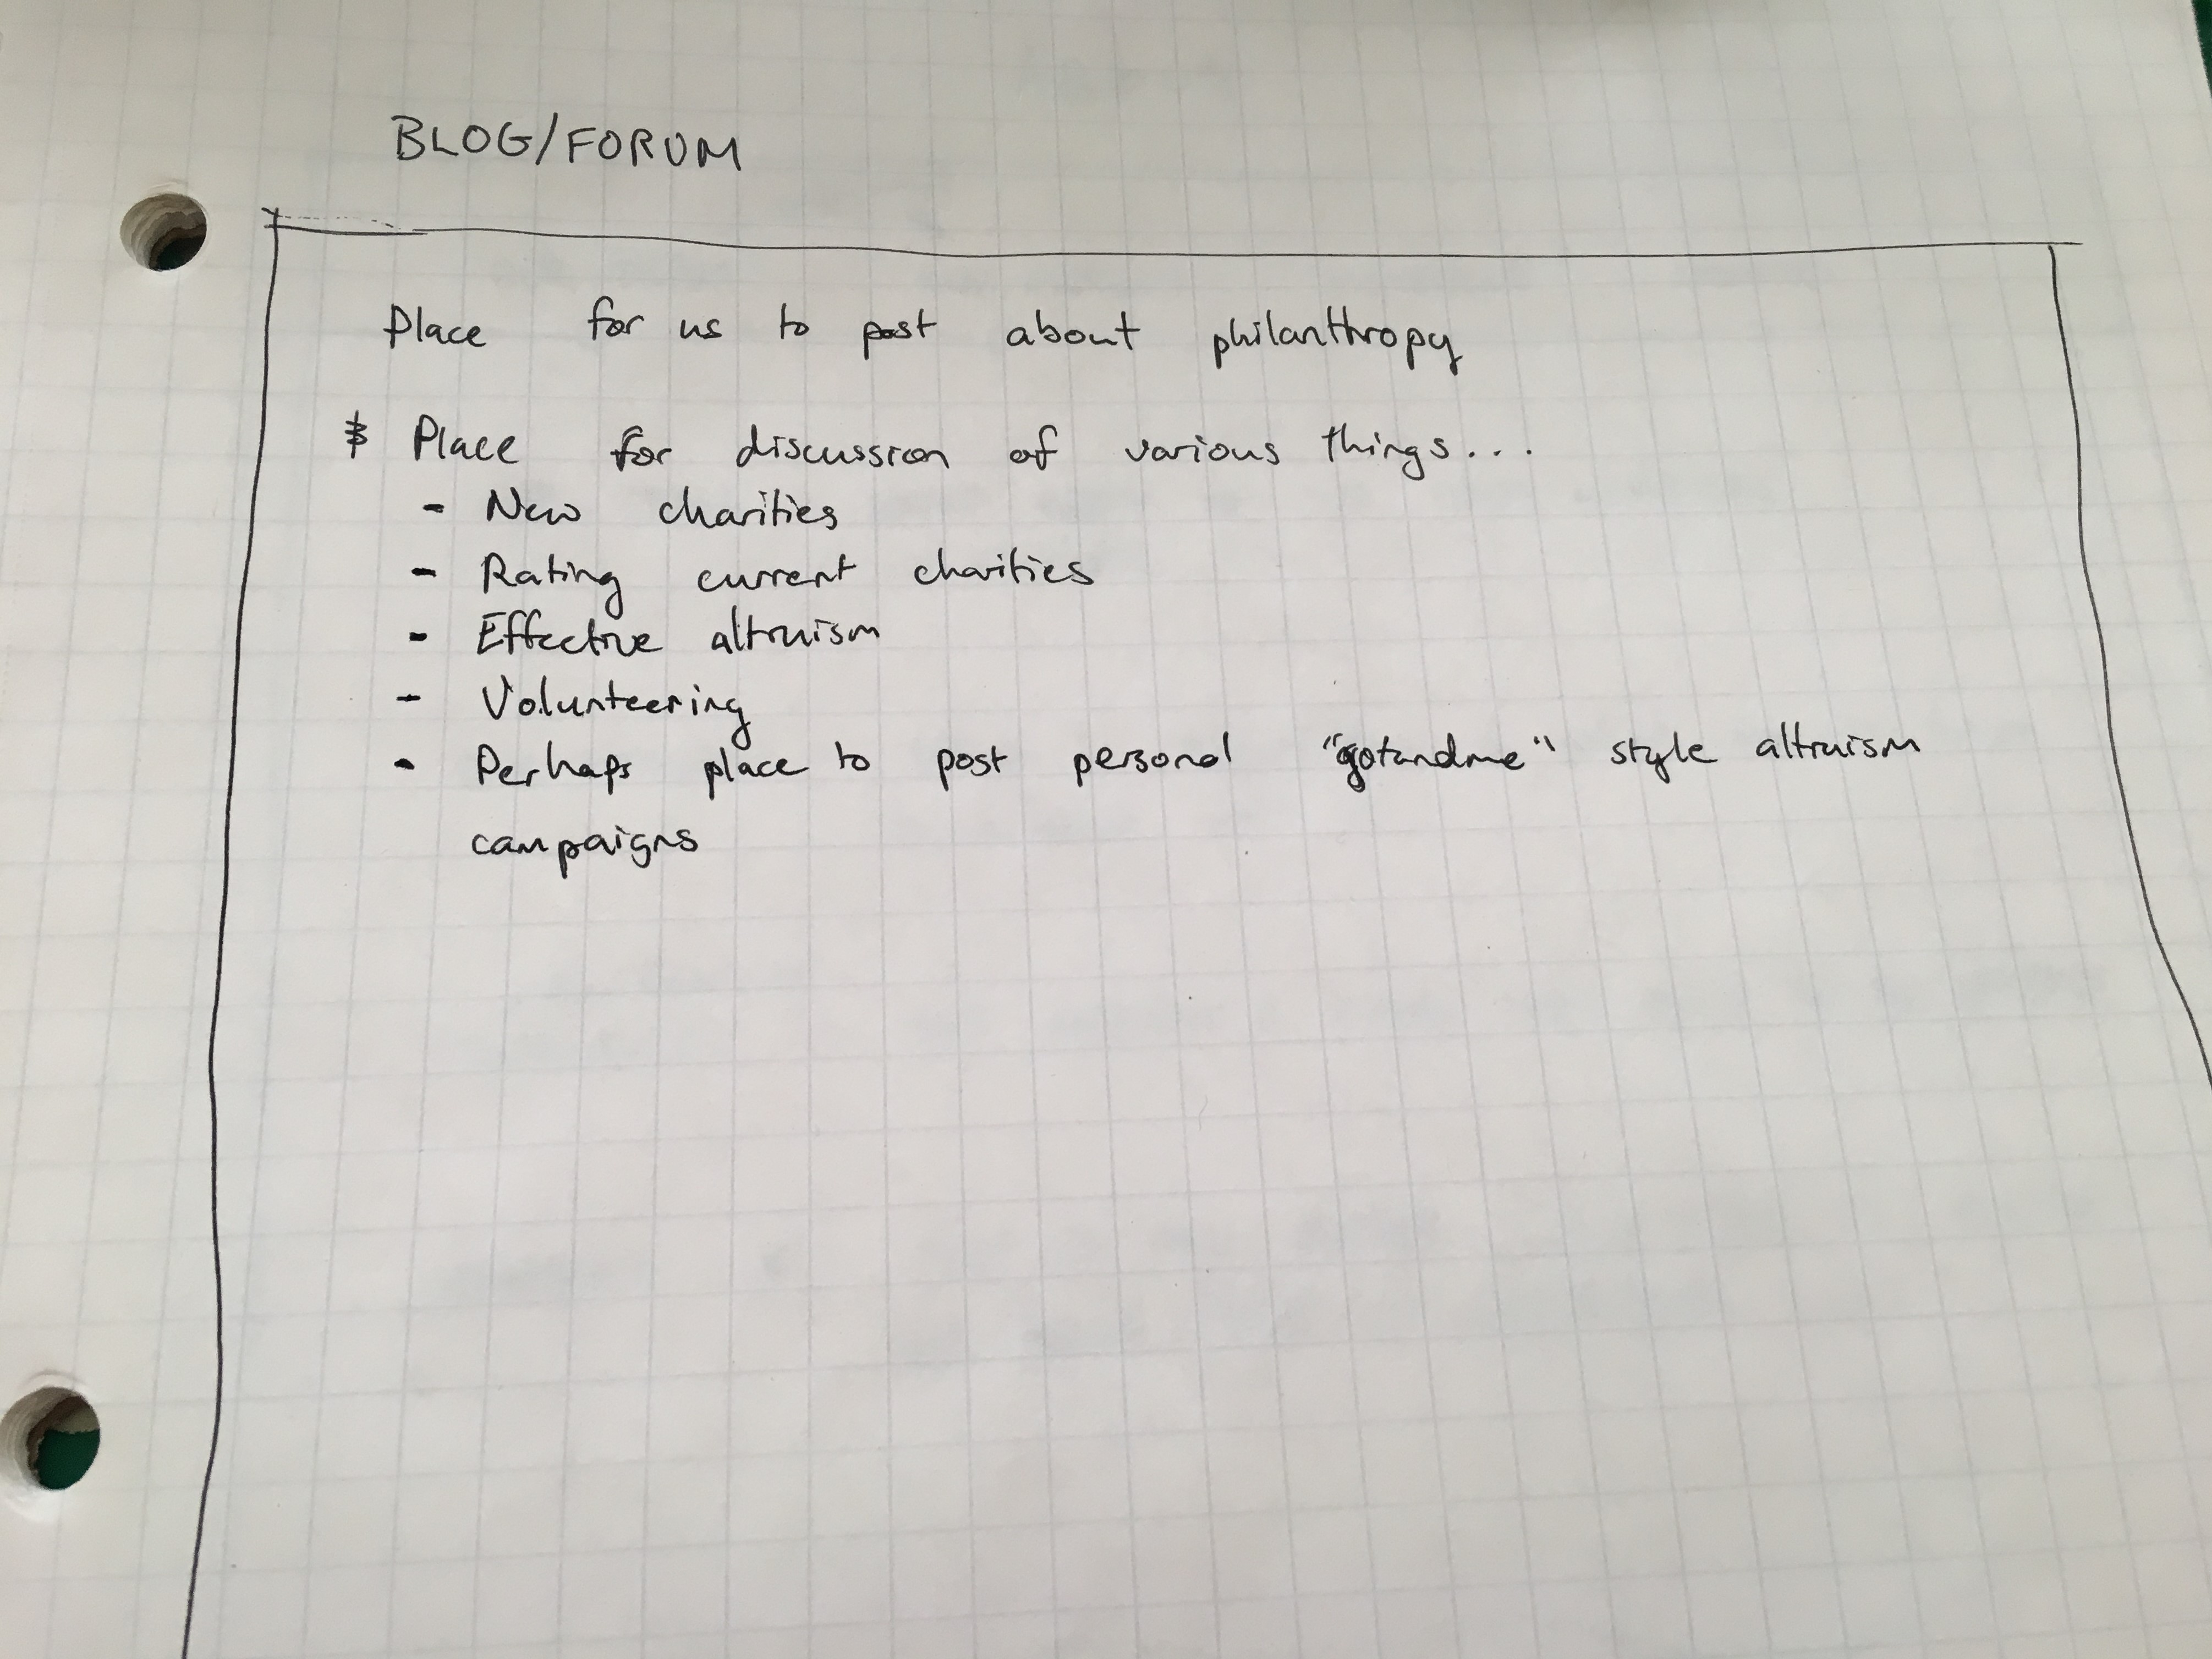 BLOG/FORUM
Place for us to post about philanthropy
Place for discussion of various things...
- New charities
- Rating current charities
- Effective altruism
- Volunteering
- Perhaps place to post personal "gofundme" style altruism
campaigns